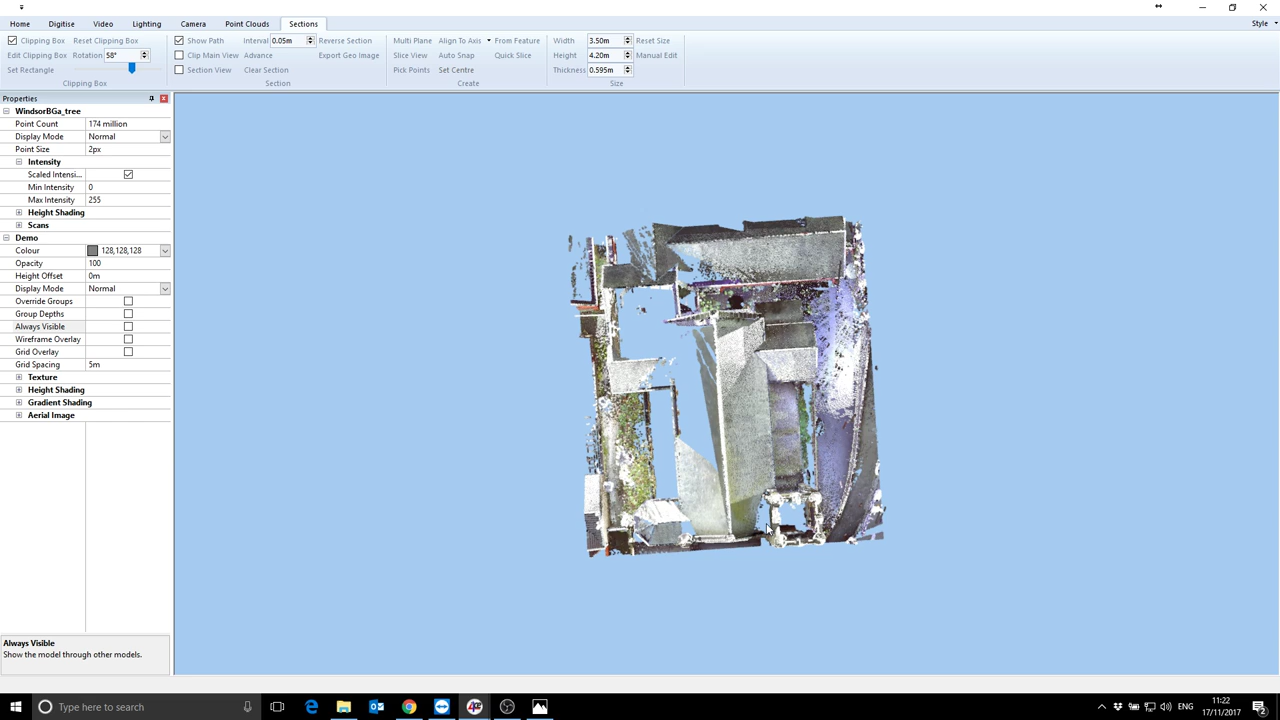 Home Digitise Video Lighting Camera Point Clouds Sections Style
Clipping Box Reset Clipping Box Show Path Interval 0.05m Reverse Section Multi Plane Align To Axis From Feature Width 3.50m Reset Size
Edit Clipping Box Rotation 58° Clip Main View Advance Export Geo Image Slice View Auto Snap Quick Slice Height 4.20m Manual Edit
Set Rectangle Section View Clear Section Pick Points Set Centre Thickness 0.595m
Clipping Box Section Create Size
Properties
WindsorBGa_tree
Point Count 174 million
Display Mode Normal
Point Size 2px
Intensity
Scaled Intensi...
Min Intensity 0
Max Intensity 255
Height Shading
Scans
Demo
Colour 128,128,128
Opacity 100
Height Offset 0m
Display Mode Normal
Override Groups
Group Depths
Always Visible
Wireframe Overlay
Grid Overlay
Grid Spacing 5m
Texture
Height Shading
Gradient Shading
Aerial Image
Always Visible
Show the model through other models.
Type here to search
ENG
11:22
17/11/2017
2